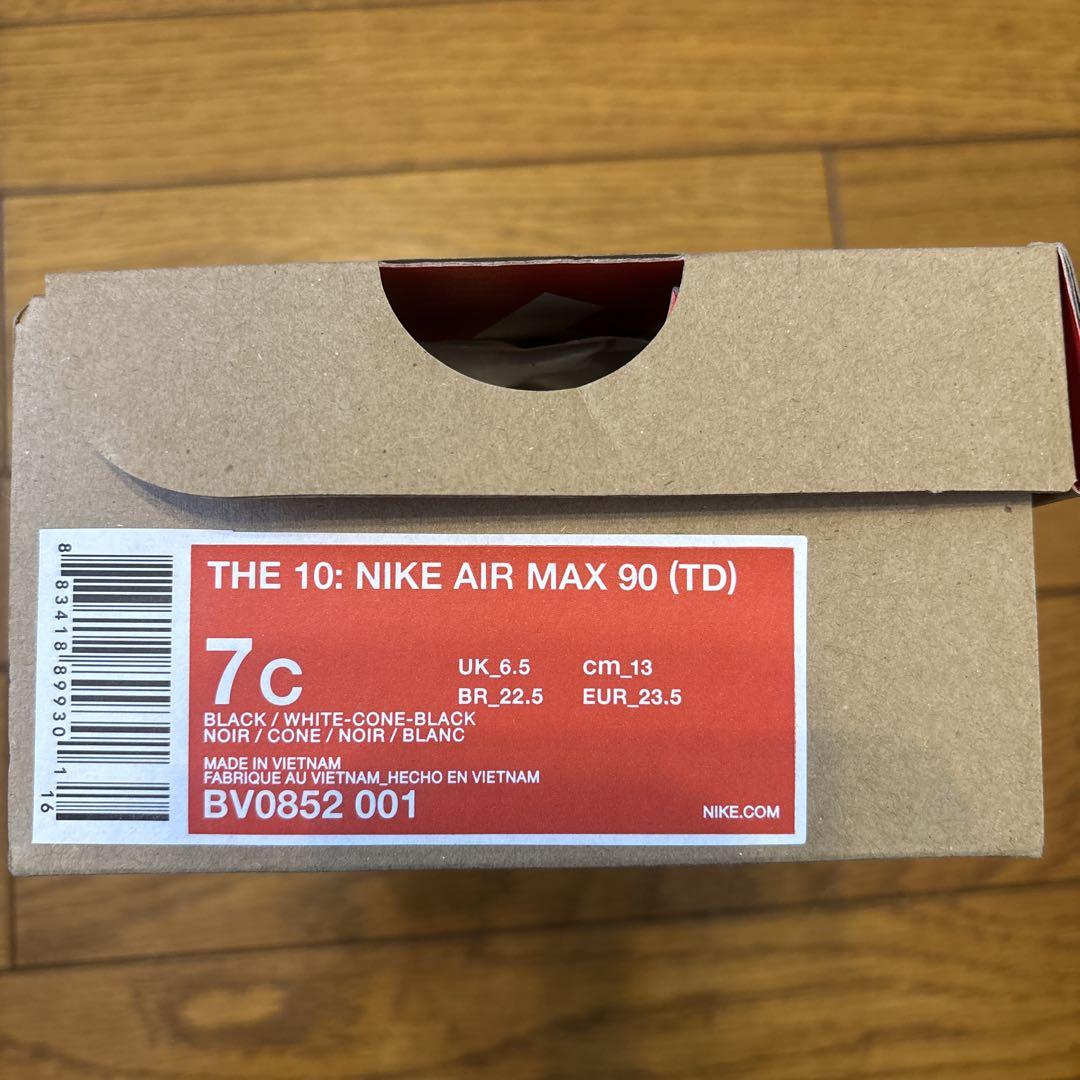 THE 10: NIKE AIR MAX 90 (TD)
7C
UK_6.5 cm_13
BR_22.5 EUR_23.5
BLACK / WHITE-CONE-BLACK
NOIR / CONE / NOIR / BLANC
MADE IN VIETNAM
FABRIQUE AU VIETNAM_HECHO EN VIETNAM
BV0852 001
NIKE.COM
8 83418 89930 1 16